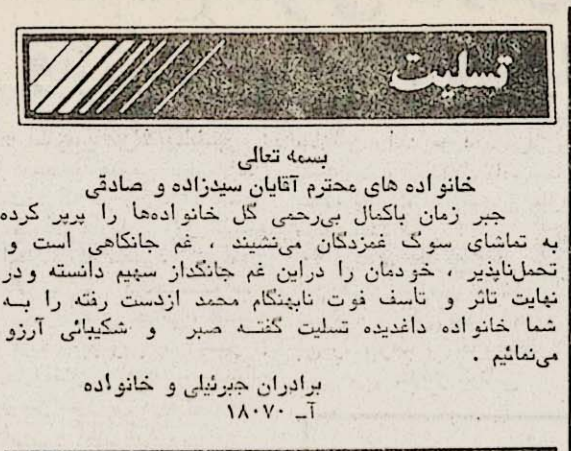 تسلیت
بسمه تعالی
خانواده های محترم آقایان سیدزاده و صادقی
جبر زمان باکمال بی‌رحمی گل خانواده‌ها را پرپر کرده
به تماشای سوگ غمزدگان می‌نشیند ، غم جانکاهی است و
تحمل‌ناپذیر ، خودمان را دراین غم جانگداز سهیم دانسته ودر
نهایت تاثر و تاسف فوت نابهنگام محمد ازدست رفته را بــه
شما خانواده داغدیده تسلیت گفتــه صبر و شکیبائی آرزو
می‌نمائیم .
برادران جبرئیلی و خانواده
آــ ۱۸۰۷۰